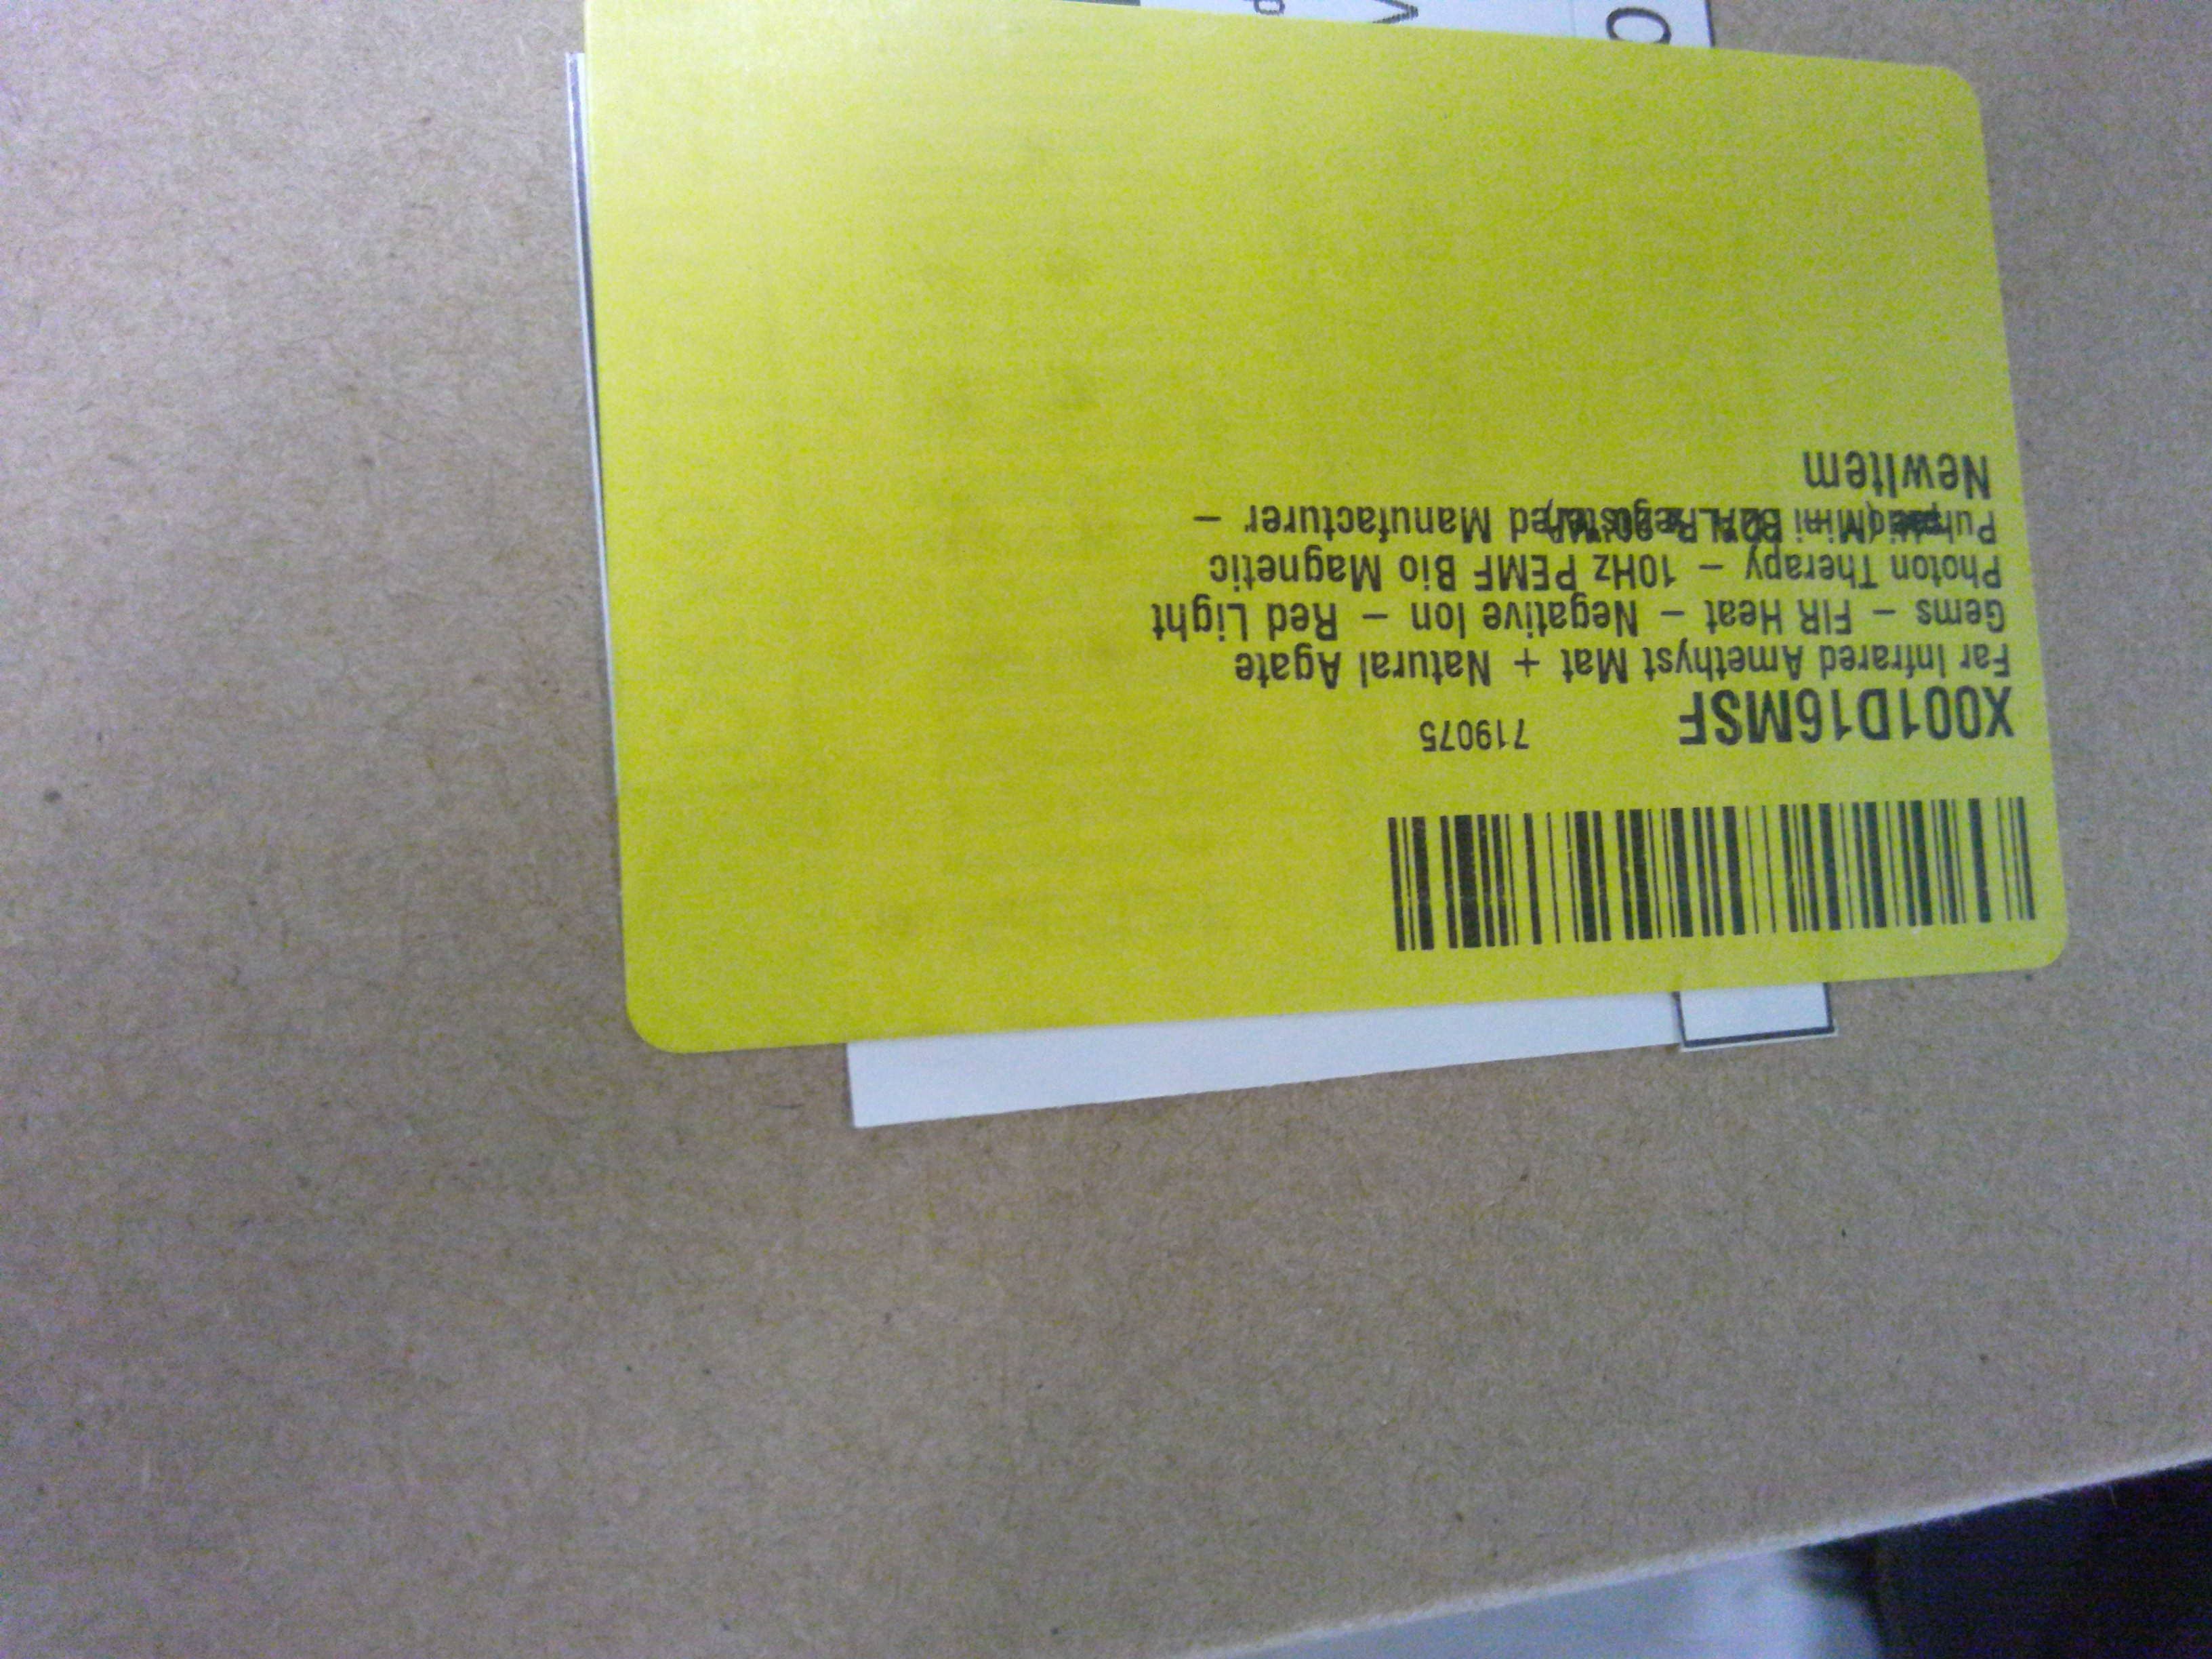 X001D16MSF 719075
Far Infrared Amethyst Mat + Natural Agate
Gems – FIR Heat – Negative Ion – Red Light
Photon Therapy – 10Hz PEMF Bio Magnetic
Manufacturer –
NewItem